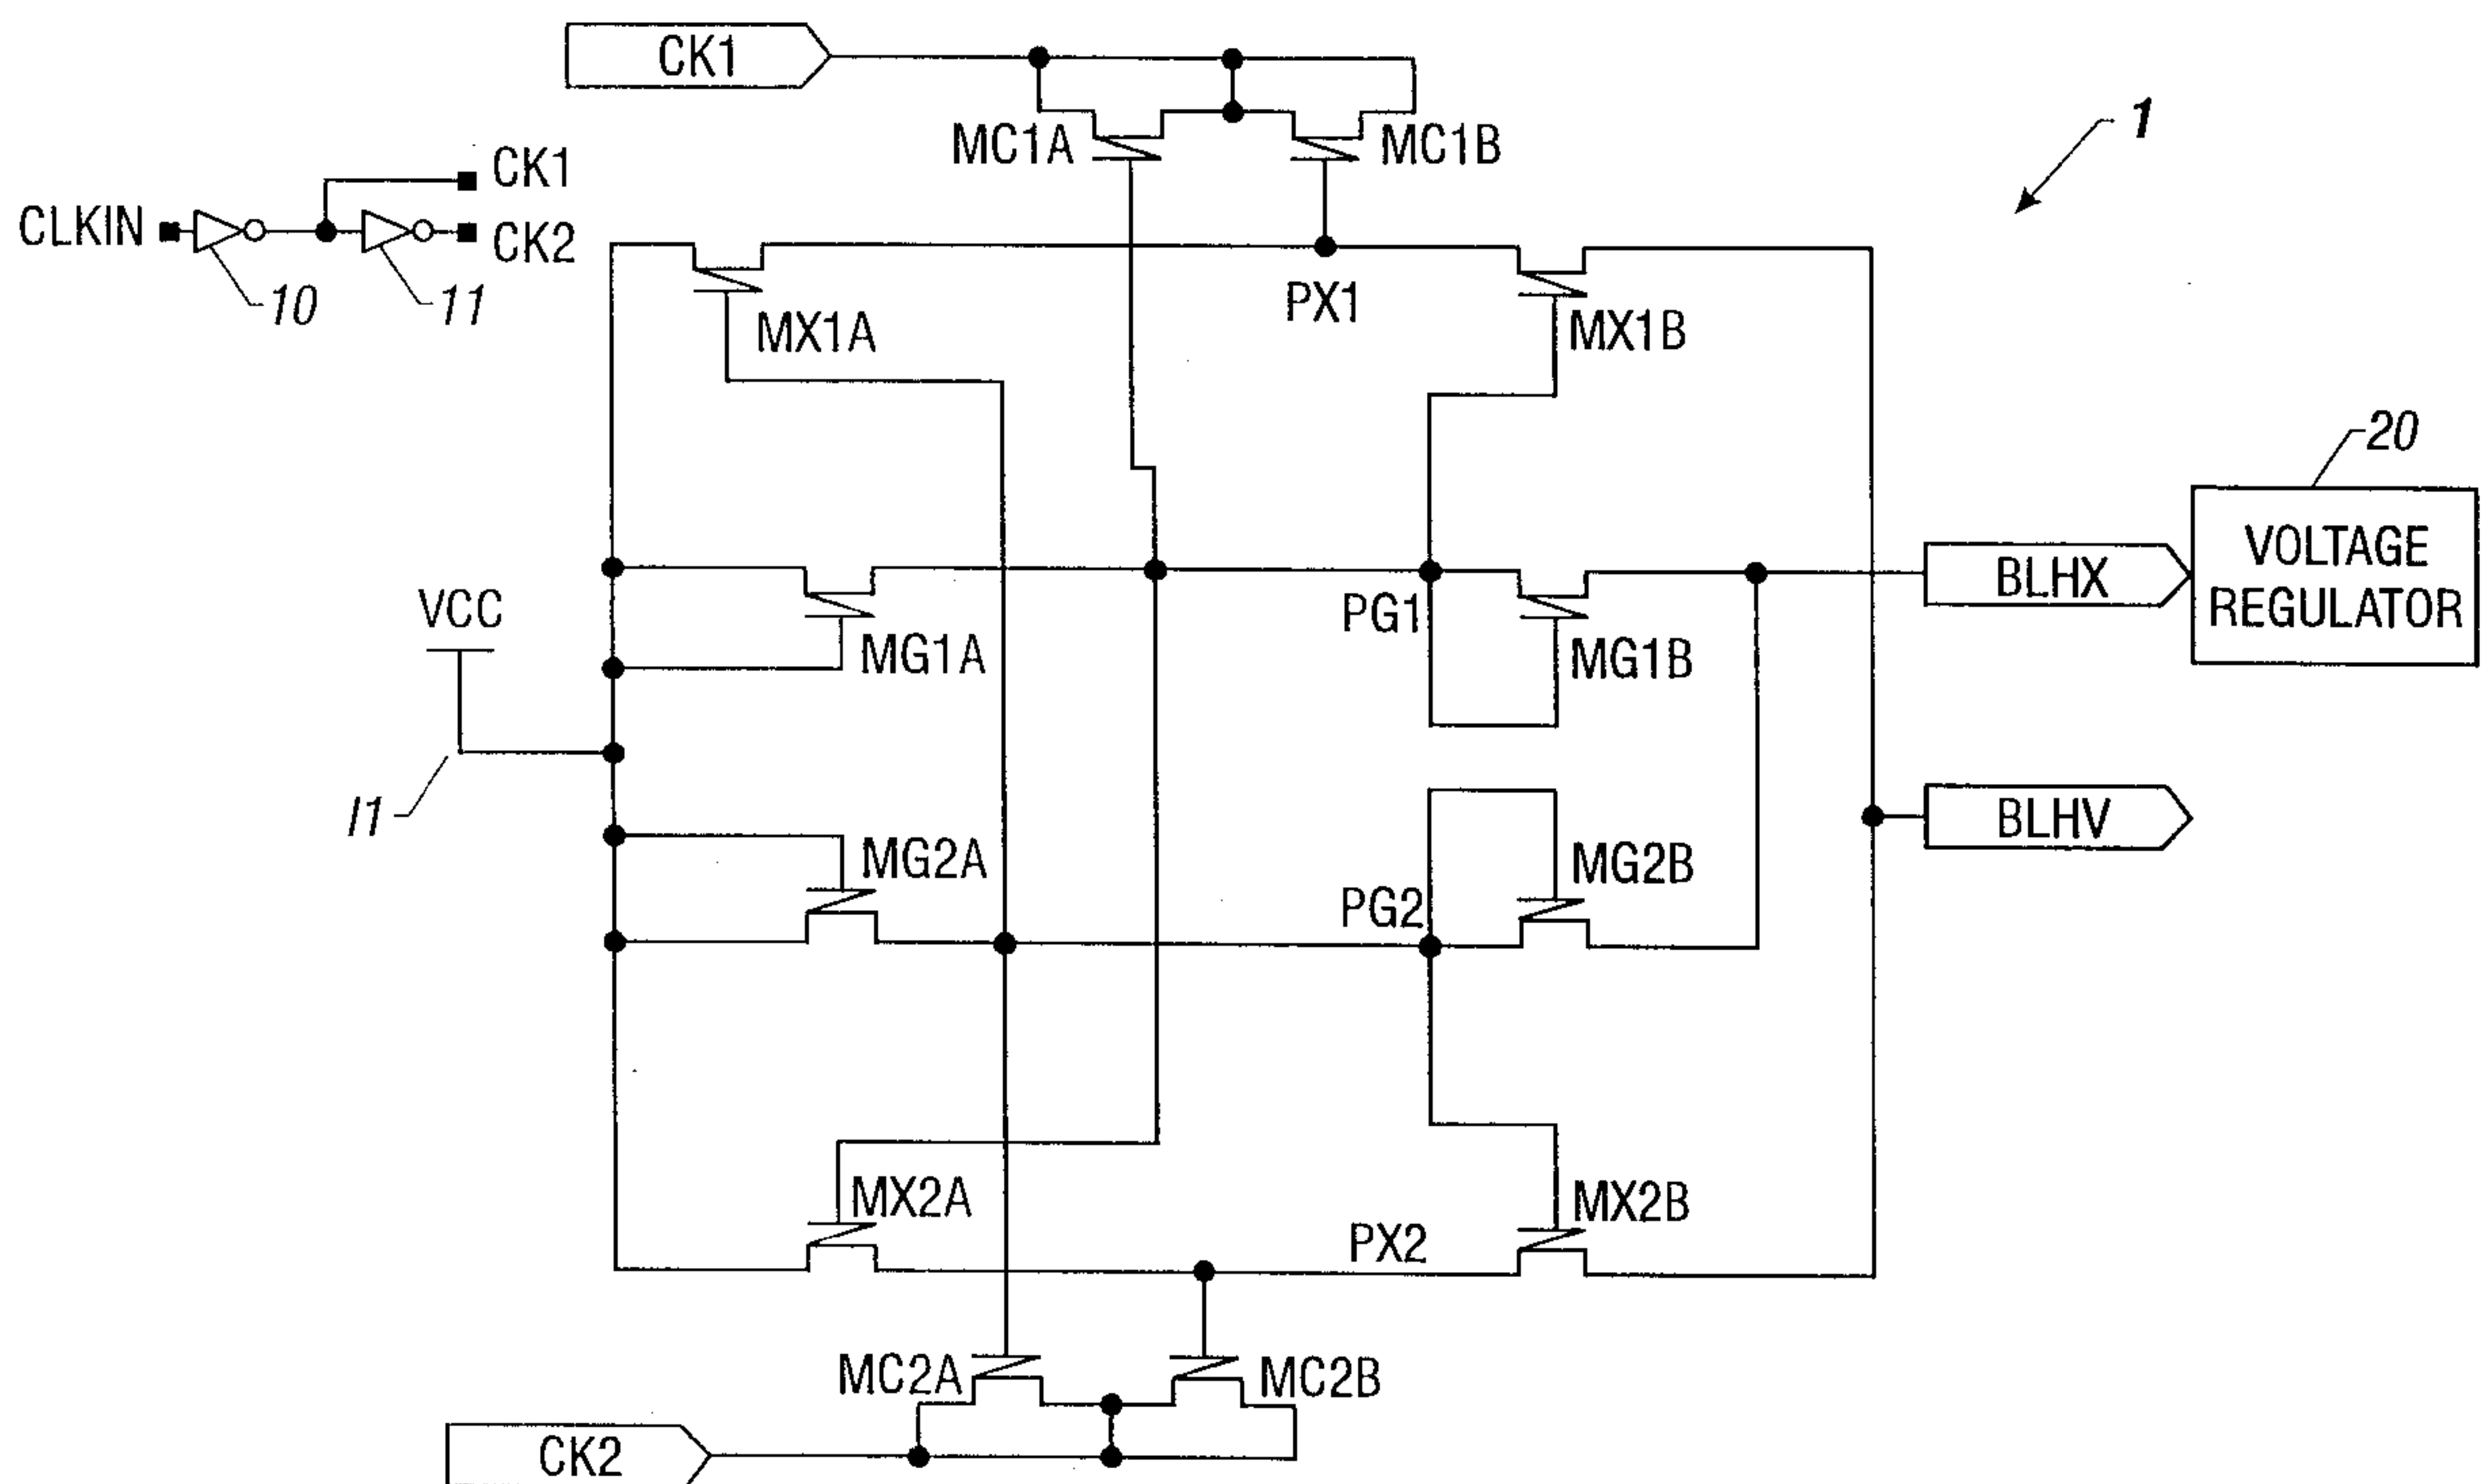 CK1
1
MC1A
MC1B
CK1
CLKIN
CK2
10
11
PX1
MX1A
MX1B
20
VOLTAGE
REGULATOR
BLHX
VCC
PG1
MG1A
MG1B
I1
BLHV
MG2A
MG2B
PG2
MX2A
MX2B
PX2
MC2A
MC2B
CK2